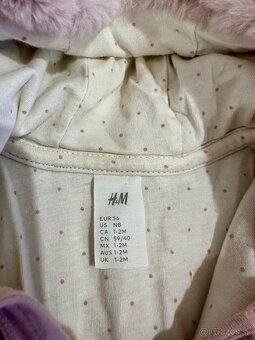 H&M
EUR 56
US NB
CA 1-2M
CN 59/40
MX 1-2M
AUS 1-2M
UK 1-2M